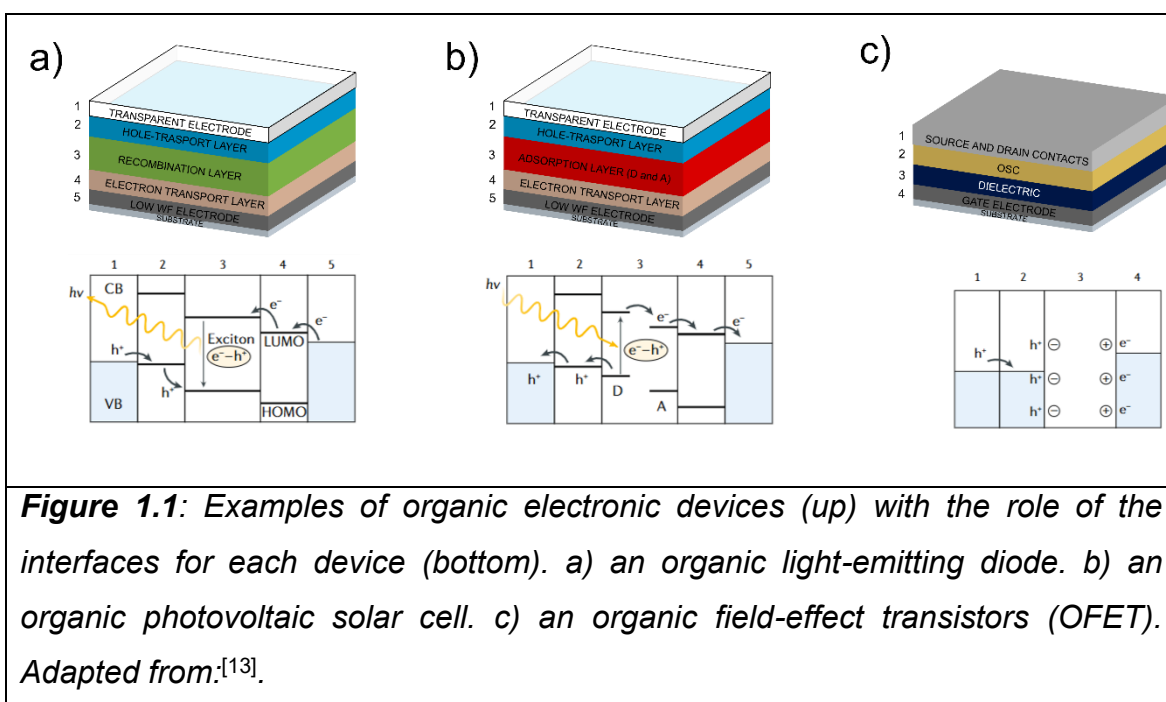 a)
1
2
3
4
5
TRANSPARENT ELECTRODE
HOLE-TRASPORT LAYER
RECOMBINATION LAYER
ELECTRON TRANSPORT LAYER
LOW WF ELECTRODE
SUBSTRATE
1 2 3 4 5
CB
hν
e⁻
e⁻
Exciton
LUMO
h⁺
e⁻–h⁺
h⁺
VB
HOMO
b)
1
2
3
4
5
TRANSPARENT ELECTRODE
HOLE-TRASPORT LAYER
ADSORPTION LAYER (D and A)
ELECTRON TRANSPORT LAYER
LOW WF ELECTRODE
SUBSTRATE
1 2 3 4 5
hν
e⁻
e⁻
e⁻–h⁺
h⁺
h⁺
D
A
c)
1
2
3
4
SOURCE AND DRAIN CONTACTS
OSC
DIELECTRIC
GATE ELECTRODE
SUBSTRATE
1 2 3 4
h⁺
h⁺ ⊖ ⊕ e⁻
h⁺ ⊖ ⊕ e⁻
h⁺ ⊖ ⊕ e⁻
Figure 1.1: Examples of organic electronic devices (up) with the role of the
interfaces for each device (bottom). a) an organic light-emitting diode. b) an
organic photovoltaic solar cell. c) an organic field-effect transistors (OFET).
Adapted from:[13].